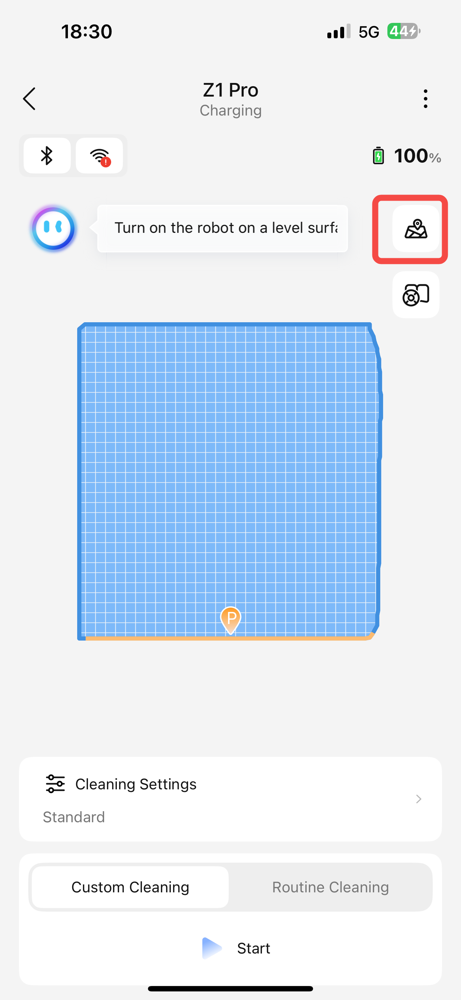 18:30
5G
44
Z1 Pro
Charging
100%
Turn on the robot on a level
P
Cleaning Settings
Standard
Custom Cleaning
Routine Cleaning
Start